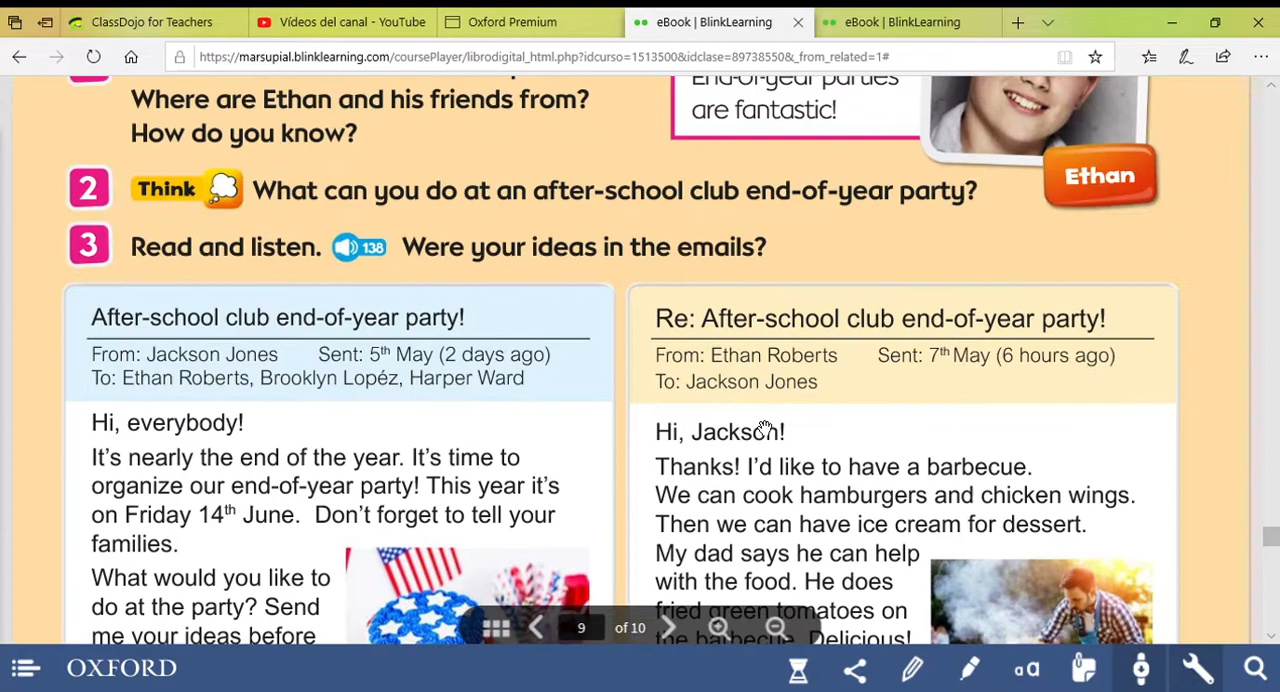 ClassDojo for Teachers
Vídeos del canal - YouTube
Oxford Premium
eBook | BlinkLearning
eBook | BlinkLearning
https://marsupial.blinklearning.com/coursePlayer/librodigital_html.php?idcurso=1513500&idclase=89738550&_from_related=1#
Where are Ethan and his friends from?
How do you know?
End-of-year parties
are fantastic!
Ethan
2 Think What can you do at an after-school club end-of-year party?
3 Read and listen. 138 Were your ideas in the emails?
After-school club end-of-year party!
From: Jackson Jones Sent: 5th May (2 days ago)
To: Ethan Roberts, Brooklyn Lopéz, Harper Ward
Hi, everybody!
It's nearly the end of the year. It's time to
organize our end-of-year party! This year it's
on Friday 14th June. Don't forget to tell your
families.
What would you like to
do at the party? Send
me your ideas before
Re: After-school club end-of-year party!
From: Ethan Roberts Sent: 7th May (6 hours ago)
To: Jackson Jones
Hi, Jackson!
Thanks! I'd like to have a barbecue.
We can cook hamburgers and chicken wings.
Then we can have ice cream for dessert.
My dad says he can help
with the food. He does
fried green tomatoes on
the barbecue. Delicious!
9 of 10
OXFORD
aa